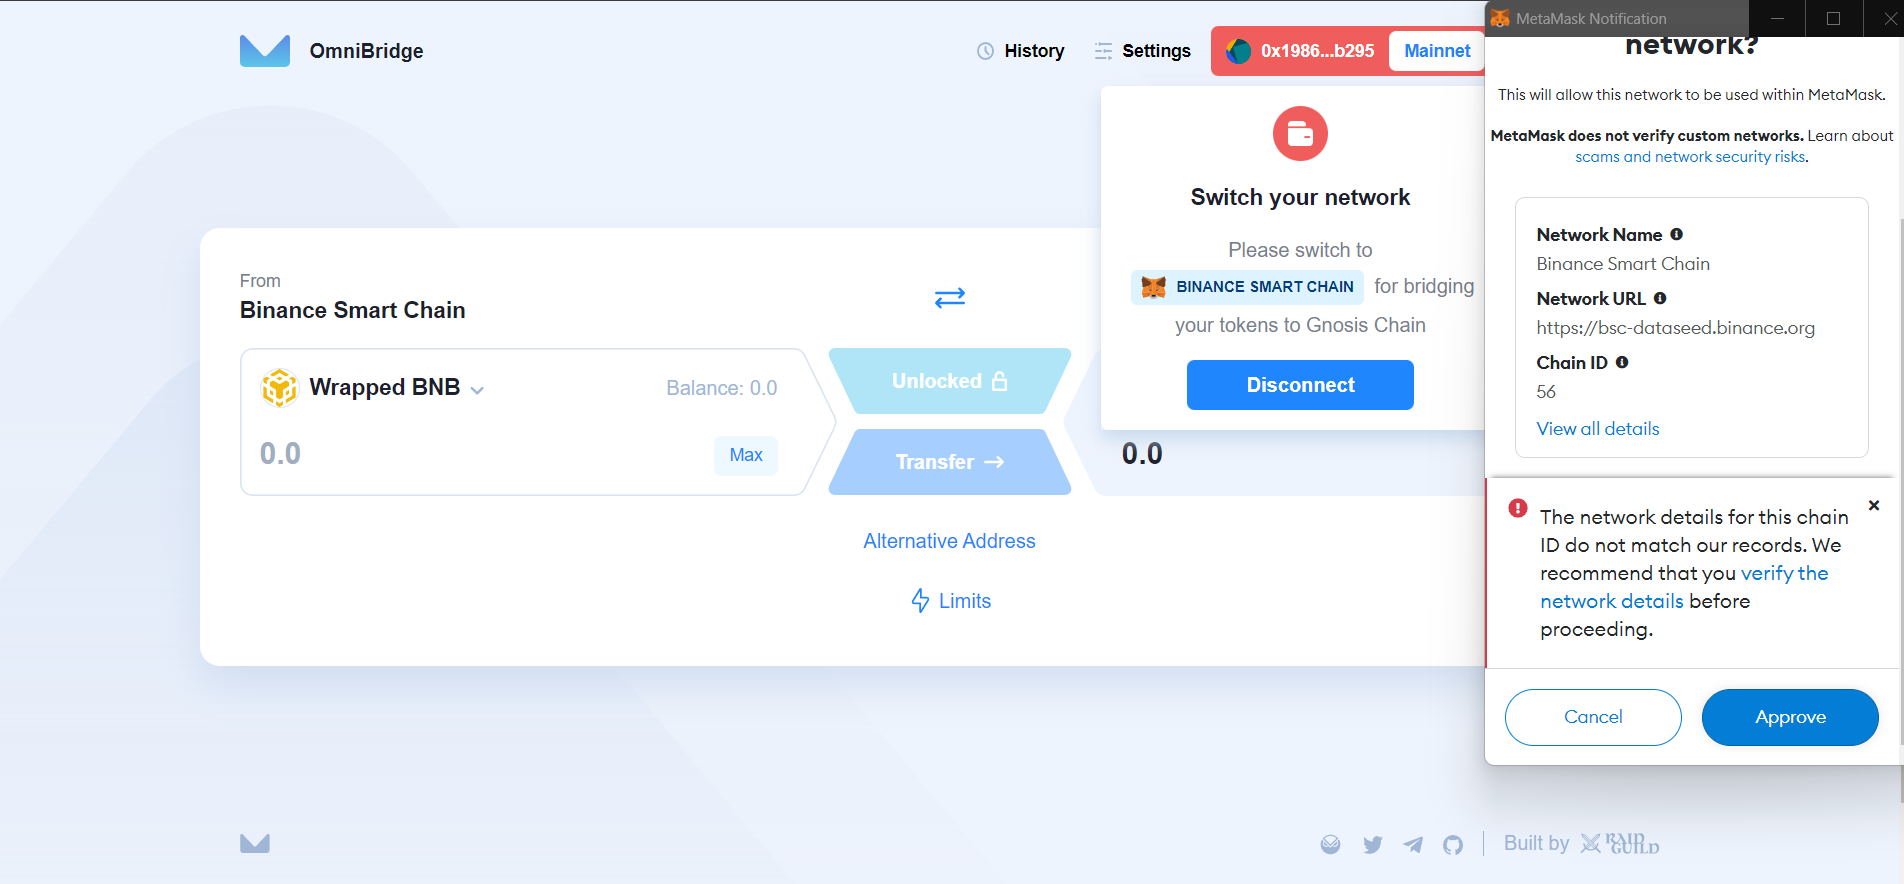 OmniBridge
History
Settings
0x1986...b295
Mainnet
Switch your network
Please switch to
BINANCE SMART CHAIN for bridging
your tokens to Gnosis Chain
Disconnect
From
Binance Smart Chain
Wrapped BNB
Balance: 0.0
0.0
Max
Unlocked
Transfer
0.0
Alternative Address
Limits
Built by RAID
GUILD
MetaMask Notification
network?
This will allow this network to be used within MetaMask.
MetaMask does not verify custom networks. Learn about
scams and network security risks.
Network Name
Binance Smart Chain
Network URL
https://bsc-dataseed.binance.org
Chain ID
56
View all details
The network details for this chain
ID do not match our records. We
recommend that you verify the
network details before
proceeding.
Cancel
Approve